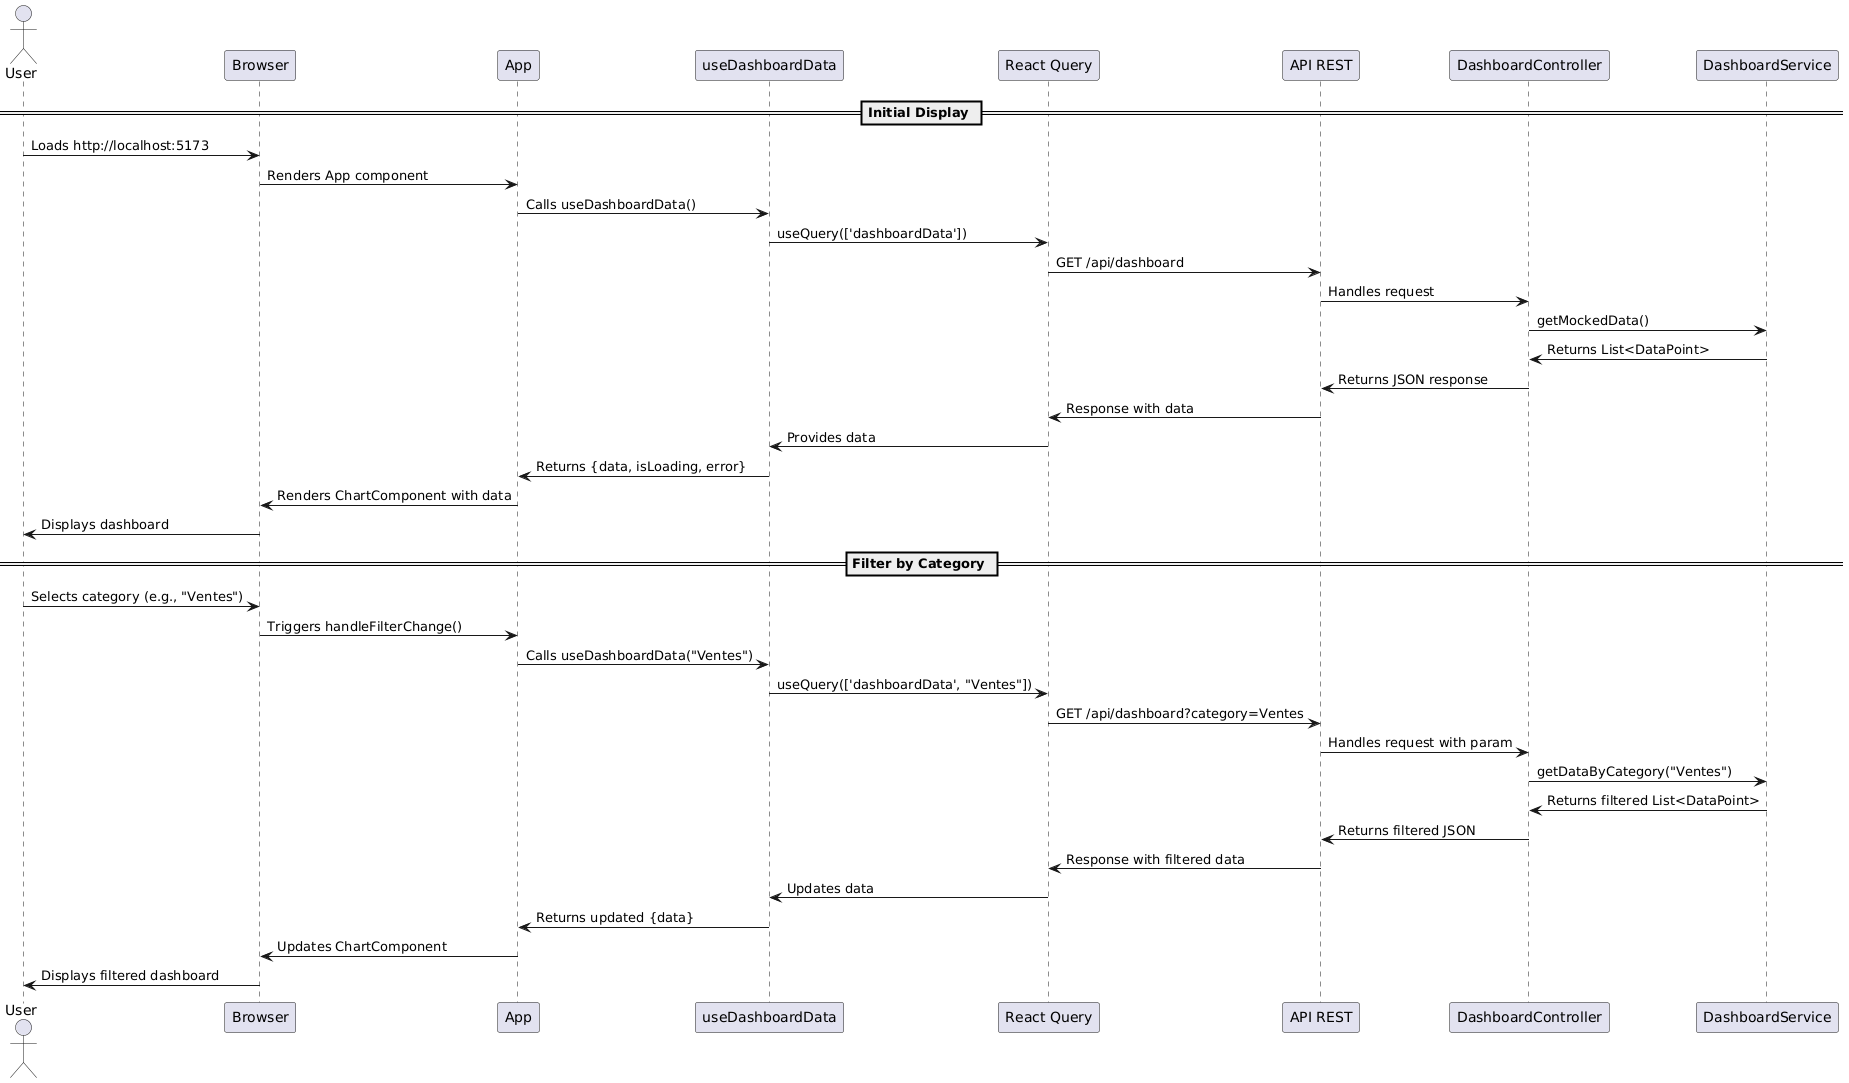 User
Browser
App
useDashboardData
React Query
API REST
DashboardController
DashboardService
Initial Display
Loads http://localhost:5173
Renders App component
Calls useDashboardData()
useQuery(['dashboardData'])
GET /api/dashboard
Handles request
getMockedData()
Returns List<DataPoint>
Returns JSON response
Response with data
Provides data
Returns {data, isLoading, error}
Renders ChartComponent with data
Displays dashboard
Filter by Category
Selects category (e.g., "Ventes")
Triggers handleFilterChange()
Calls useDashboardData("Ventes")
useQuery(['dashboardData', "Ventes"])
GET /api/dashboard?category=Ventes
Handles request with param
getDataByCategory("Ventes")
Returns filtered List<DataPoint>
Returns filtered JSON
Response with filtered data
Updates data
Returns updated {data}
Updates ChartComponent
Displays filtered dashboard
User
Browser
App
useDashboardData
React Query
API REST
DashboardController
DashboardService